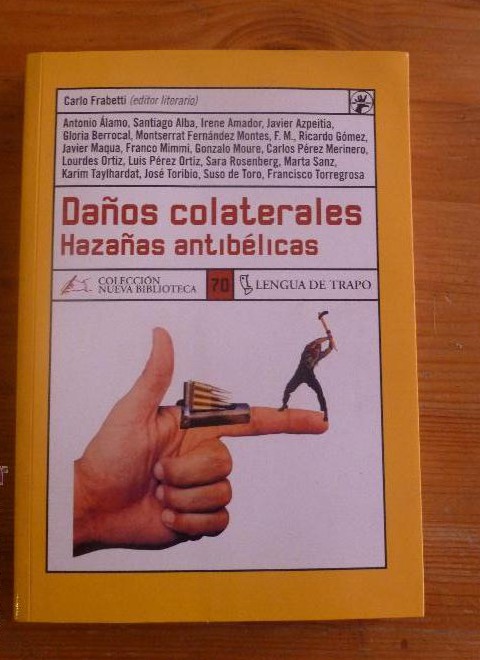 Carlo Frabetti (editor literario)
Antonio Álamo, Santiago Alba, Irene Amador, Javier Azpeitia,
Gloria Berrocal, Montserrat Fernández Montes, F. M., Ricardo Gómez,
Javier Maqua, Franco Mimmi, Gonzalo Moure, Carlos Pérez Merinero,
Lourdes Ortiz, Luis Pérez Ortiz, Sara Rosenberg, Marta Sanz,
Karim Taylhardat, José Toribio, Suso de Toro, Francisco Torregrosa
Daños colaterales
Hazañas antibélicas
COLECCIÓN
NUEVA BIBLIOTECA
70
LENGUA DE TRAPO